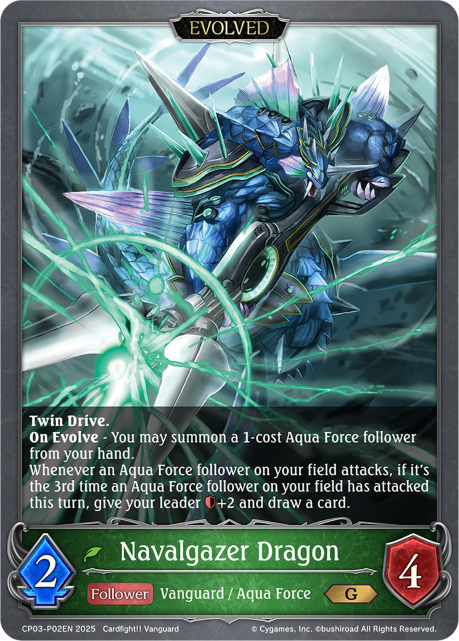 EVOLVED
Twin Drive.
On Evolve - You may summon a 1-cost Aqua Force follower
from your hand.
Whenever an Aqua Force follower on your field attacks, if it's
the 3rd time an Aqua Force follower on your field has attacked
this turn, give your leader +2 and draw a card.
Navalgazer Dragon
2
4
Follower Vanguard / Aqua Force G
CP03-P02EN 2025 Cardfight!! Vanguard © Cygames, Inc. ©bushiroad All Rights Reserved.